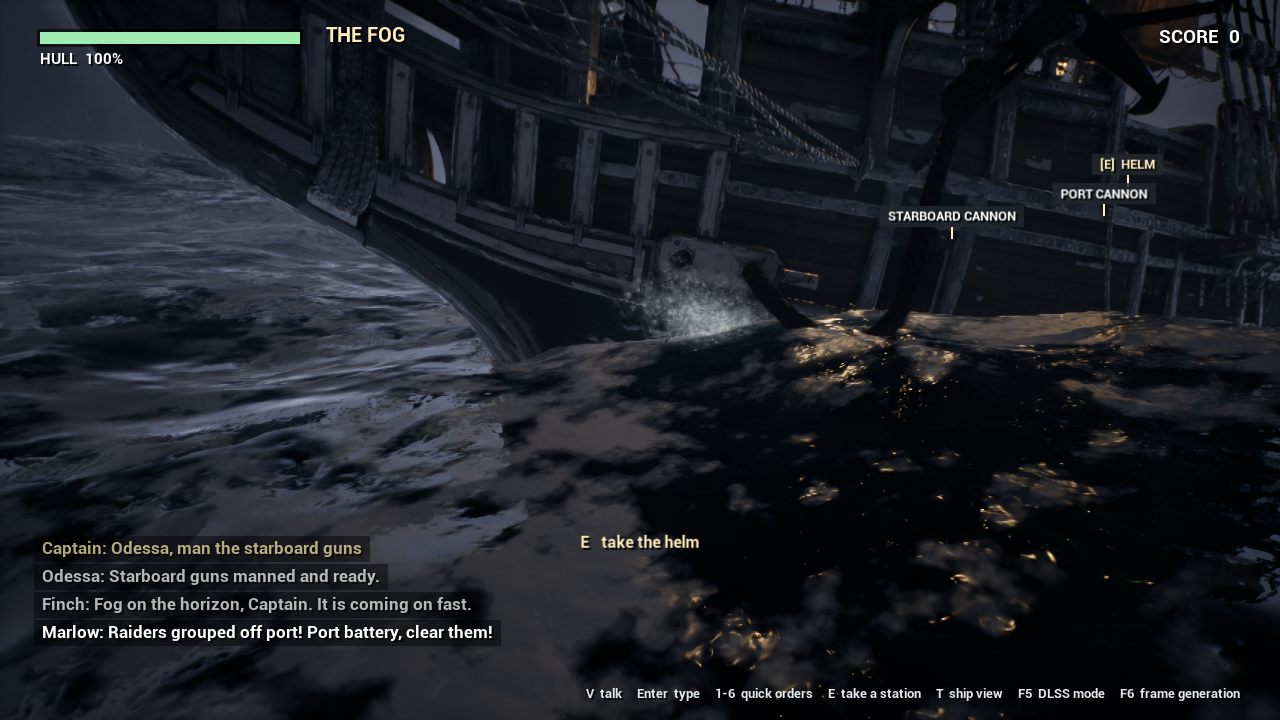 THE FOG
SCORE 0
HULL 100%
[E] HELM
PORT CANNON
STARBOARD CANNON
E take the helm
Captain: Odessa, man the starboard guns
Odessa: Starboard guns manned and ready.
Finch: Fog on the horizon, Captain. It is coming on fast.
Marlow: Raiders grouped off port! Port battery, clear them!
V talk Enter type 1-6 quick orders E take a station T ship view F5 DLSS mode F6 frame generation